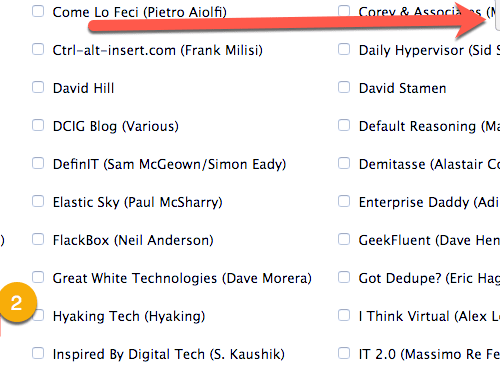 Come Lo Feci (Pietro Aiolfi)
Corey & Associates
Ctrl-alt-insert.com (Frank Milisi)
Daily Hypervisor (Sid S
David Hill
David Stamen
DCIG Blog (Various)
Default Reasoning (Ma
DefinIT (Sam McGeown/Simon Eady)
Demitasse (Alastair Co
Elastic Sky (Paul McSharry)
Enterprise Daddy (Adi
)
FlackBox (Neil Anderson)
GeekFluent (Dave Hen
Great White Technologies (Dave Morera)
Got Dedupe? (Eric Hag
2
Hyaking Tech (Hyaking)
I Think Virtual (Alex L
Inspired By Digital Tech (S. Kaushik)
IT 2.0 (Massimo Re Fe